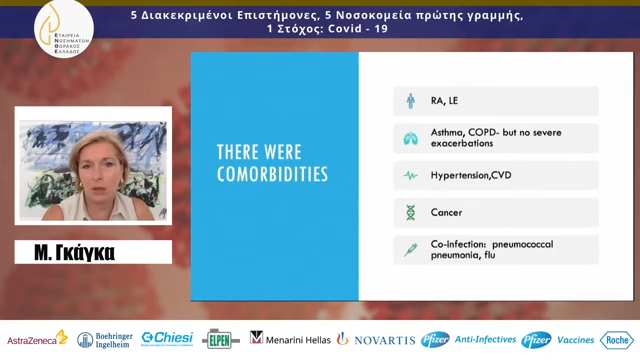 5 Διακεκριμένοι Επιστήμονες, 5 Νοσοκομεία πρώτης γραμμής,
1 Στόχος: Covid - 19
ΕΤΑΙΡΕΙΑ
ΝΟΣΗΜΑΤΩΝ
ΘΩΡΑΚΟΣ
ΕΛΛΑΔΟΣ
THERE WERE
COMORBIDITIES
RA, LE
Asthma, COPD- but no severe
exacerbations
Hypertension,CVD
Cancer
Co-infection: pneumococcal
pneumonia, flu
Μ. Γκάγκα
AstraZeneca
Boehringer
Ingelheim
Chiesi
ELPEN
Menarini Hellas
NOVARTIS
Pfizer
Anti-Infectives
Pfizer
Vaccines
Roche